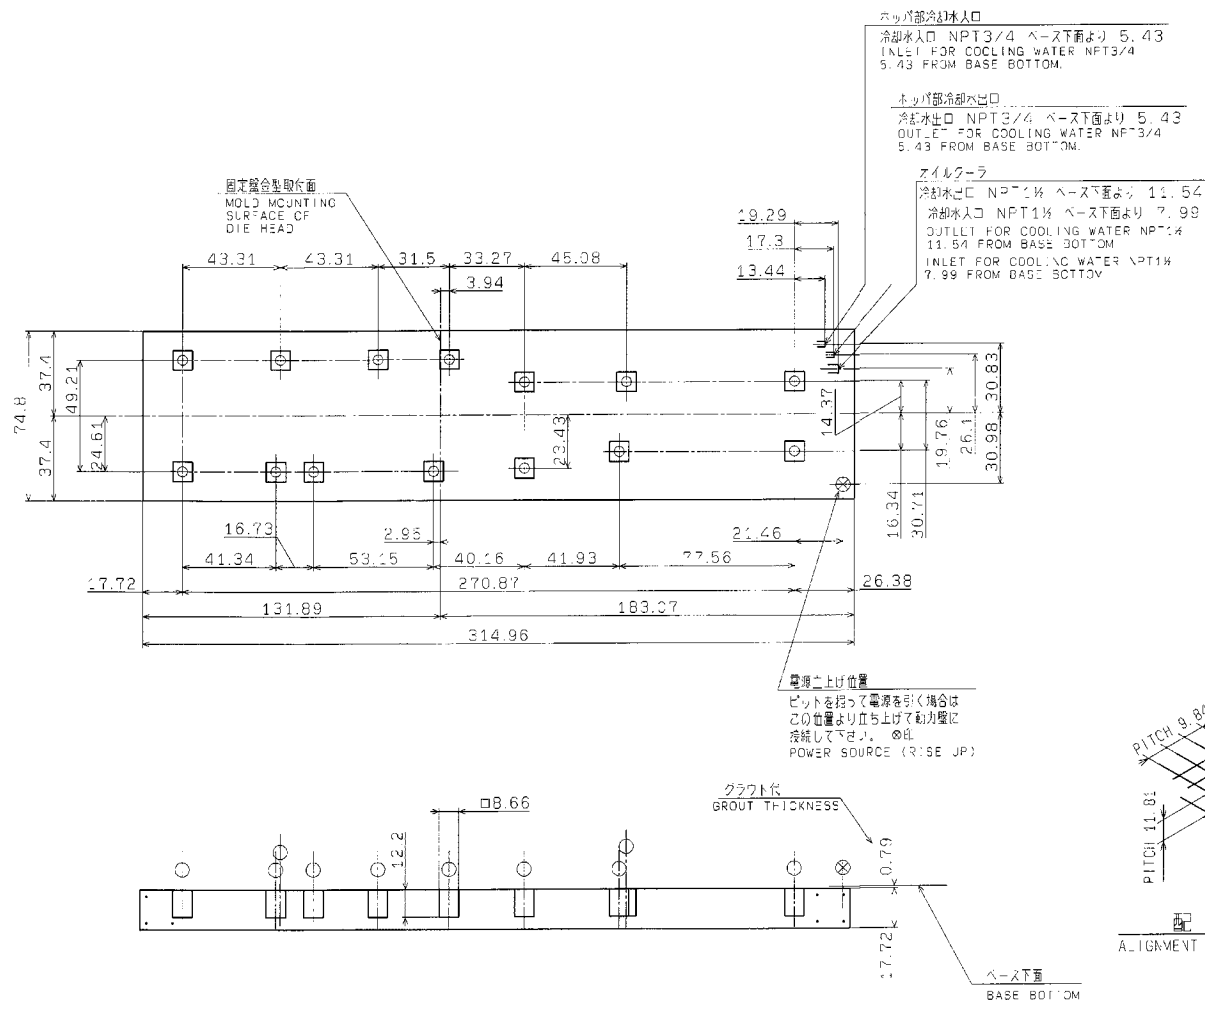 ホッパ部冷却水入口
冷却水入口 NPT3/4 ベース下面より 5.43
INLET FOR COOLING WATER NPT3/4
5.43 FROM BASE BOTTOM.
ホッパ部冷却水出口
冷却水出口 NPT3/4 ベース下面より 5.43
OUTLET FOR COOLING WATER NPT3/4
5.43 FROM BASE BOTTOM.
オイルクーラ
冷却水出口 NPT1½ ベース下面より 11.54
冷却水入口 NPT1½ ベース下面より 7.99
OUTLET FOR COOLING WATER NPT1½
11.54 FROM BASE BOTTOM
INLET FOR COOLING WATER NPT1½
7.99 FROM BASE BOTTOM
固定盤合型取付面
MOLD MOUNTING
SURFACE OF
DIE HEAD
19.29
17.3
13.44
43.31
43.31
31.5
33.27
45.08
3.94
74.8
37.4
37.4
49.21
24.61
23.43
14.37
19.76
26.1
30.83
30.98
16.34
30.71
16.73
2.95
21.46
41.34
53.15
40.16
41.93
77.56
17.72
270.87
26.38
131.89
183.07
314.96
電源立上げ位置
ピットを掘って電源を引く場合は
この位置より立ち上げて動力盤に
接続して下さい。 ⊗印
POWER SOURCE (RISE UP)
グラウト代
GROUT THICKNESS
□8.66
12.2
0.79
17.72
ベース下面
BASE BOTTOM
PITCH 9.84
PITCH 11.81
配
ALIGNMENT